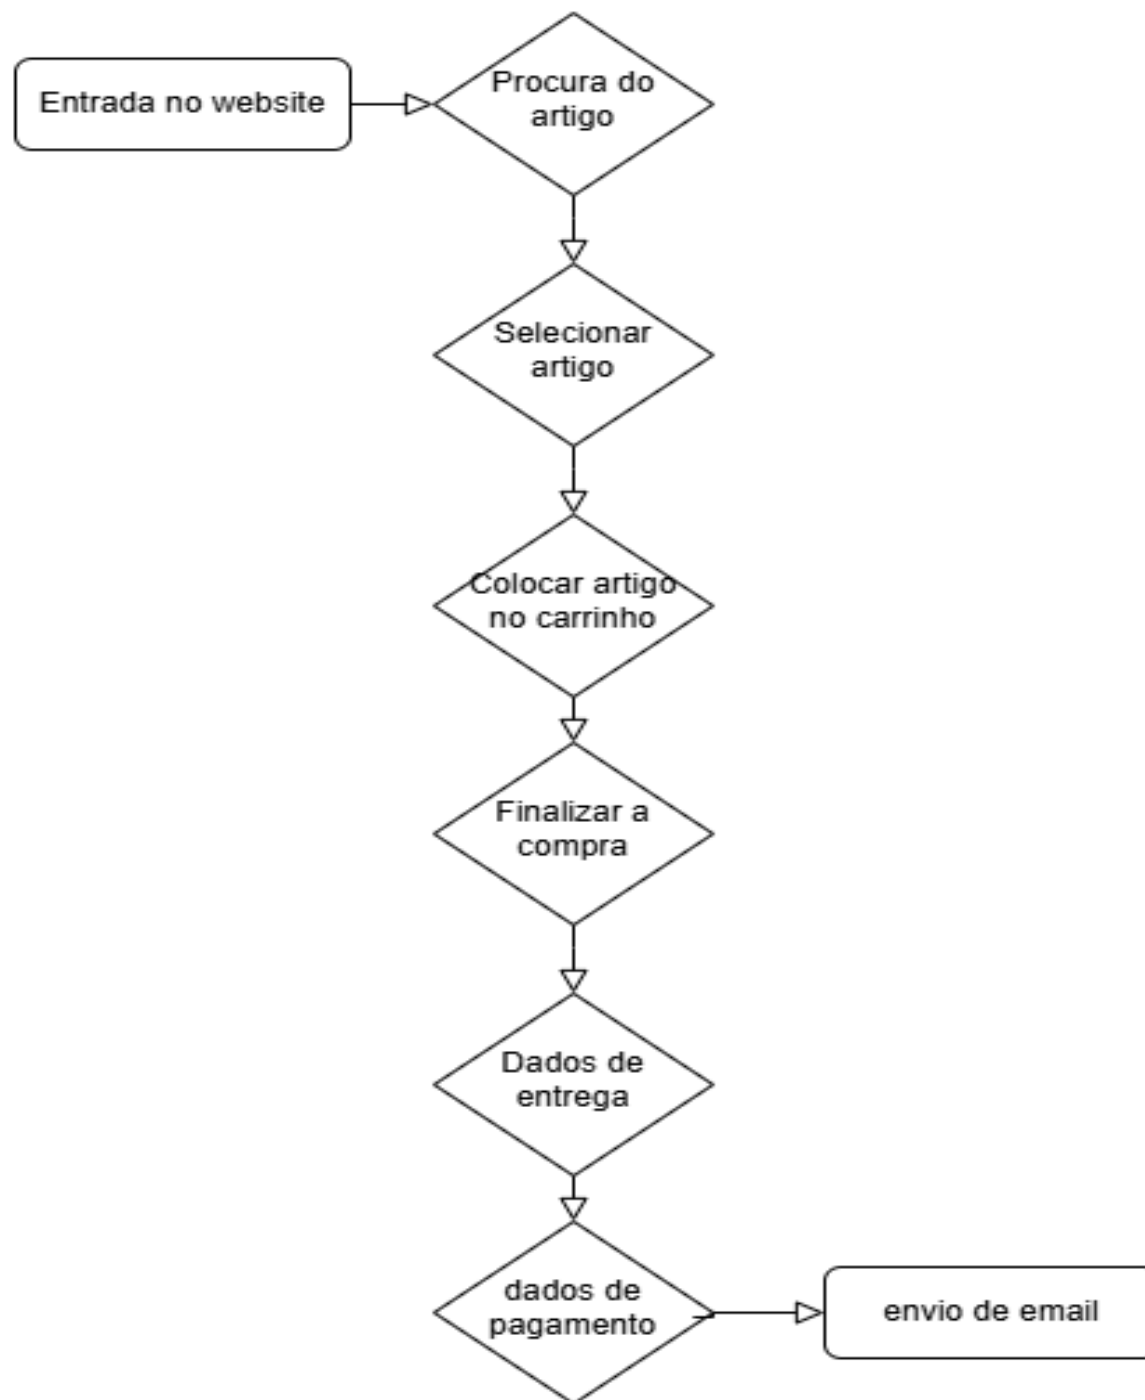 Entrada no website
Procura do
artigo
Selecionar
artigo
Colocar artigo
no carrinho
Finalizar a
compra
Dados de
entrega
dados de
pagamento
envio de email